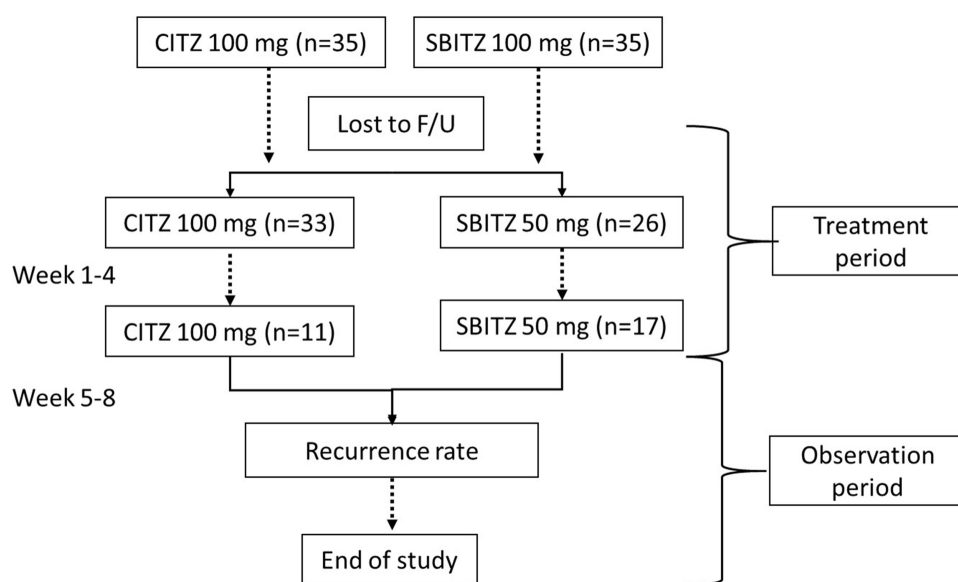 CITZ 100 mg (n=35)
SBITZ 100 mg (n=35)
Lost to F/U
CITZ 100 mg (n=33)
SBITZ 50 mg (n=26)
Treatment
period
Week 1-4
CITZ 100 mg (n=11)
SBITZ 50 mg (n=17)
Week 5-8
Recurrence rate
Observation
period
End of study